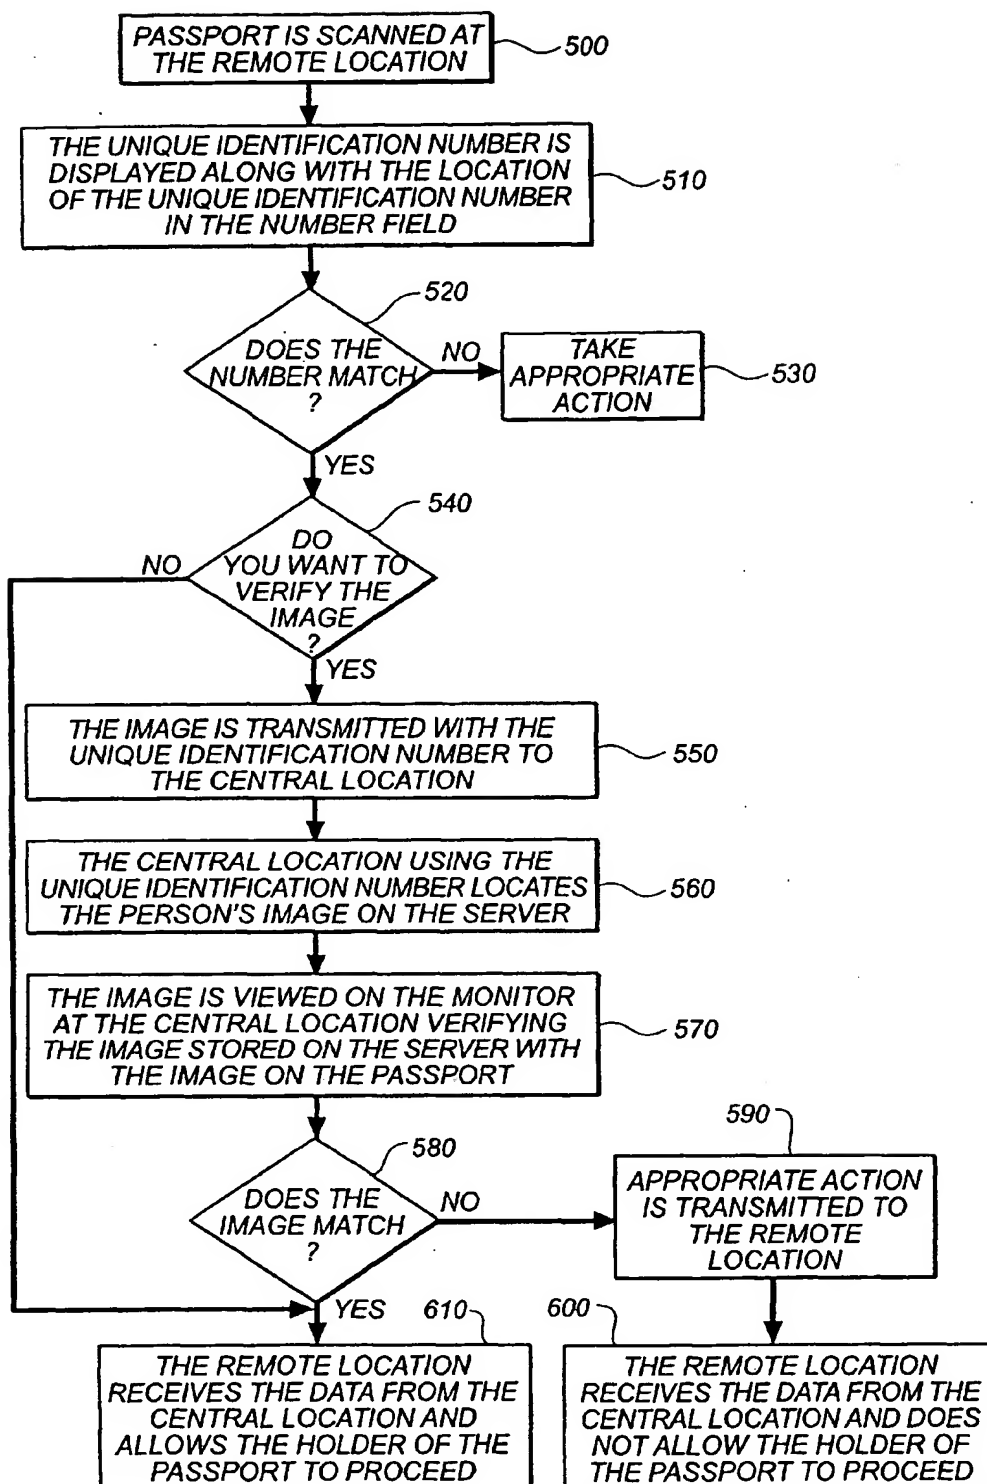 PASSPORT IS SCANNED AT
THE REMOTE LOCATION
500
THE UNIQUE IDENTIFICATION NUMBER IS
DISPLAYED ALONG WITH THE LOCATION
OF THE UNIQUE IDENTIFICATION NUMBER
IN THE NUMBER FIELD
510
520
DOES THE
NUMBER MATCH
?
NO
TAKE
APPROPRIATE
ACTION
530
YES
540
DO
YOU WANT TO
VERIFY THE
IMAGE
?
NO
YES
THE IMAGE IS TRANSMITTED WITH THE
UNIQUE IDENTIFICATION NUMBER TO
THE CENTRAL LOCATION
550
THE CENTRAL LOCATION USING THE
UNIQUE IDENTIFICATION NUMBER LOCATES
THE PERSON'S IMAGE ON THE SERVER
560
THE IMAGE IS VIEWED ON THE MONITOR
AT THE CENTRAL LOCATION VERIFYING
THE IMAGE STORED ON THE SERVER WITH
THE IMAGE ON THE PASSPORT
570
580
DOES THE
IMAGE MATCH
?
NO
590
APPROPRIATE ACTION
IS TRANSMITTED TO
THE REMOTE
LOCATION
YES
610
THE REMOTE LOCATION
RECEIVES THE DATA FROM THE
CENTRAL LOCATION AND
ALLOWS THE HOLDER OF THE
PASSPORT TO PROCEED
600
THE REMOTE LOCATION
RECEIVES THE DATA FROM THE
CENTRAL LOCATION AND DOES
NOT ALLOW THE HOLDER OF
THE PASSPORT TO PROCEED